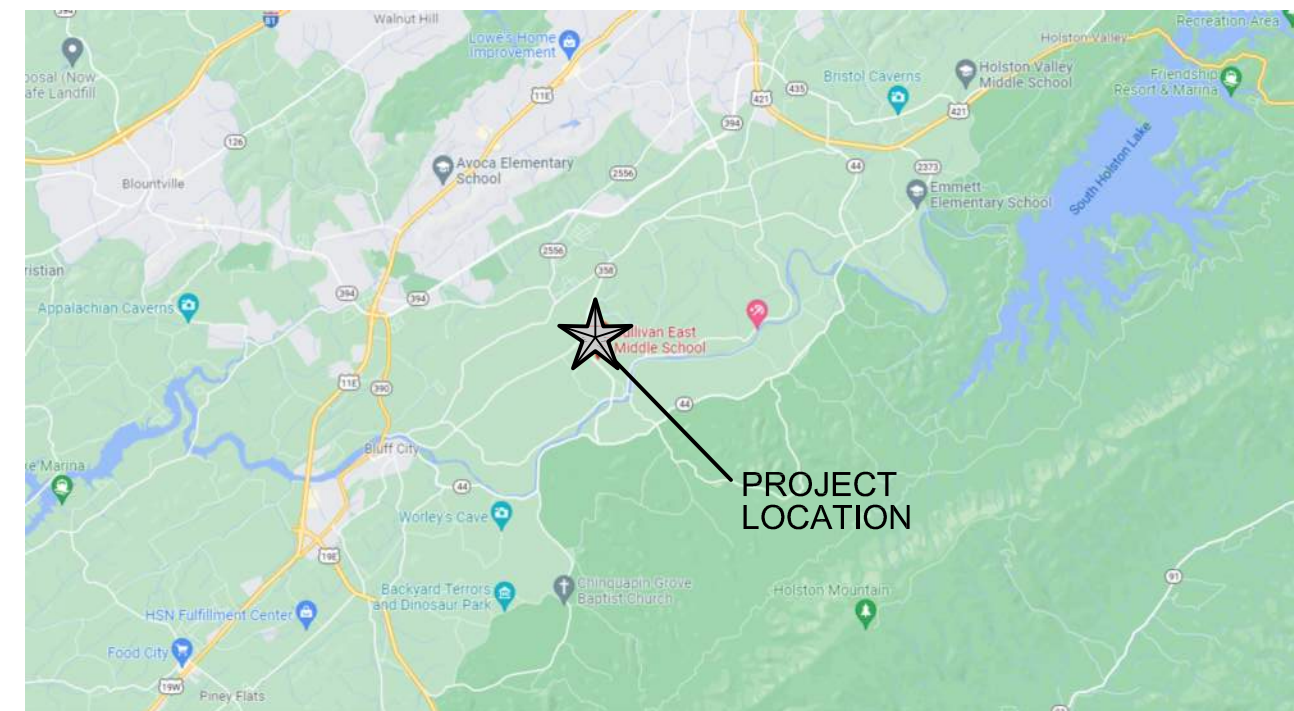 394
81
Walnut Hill
Lowe's Home
Improvement
Recreation Area
Holston Valley
posal (Now
afe Landfill
Bristol Caverns
Holston Valley
Middle School
Friendship
Resort & Marina
11E
421
435
421
394
126
Avoca Elementary
School
2556
44
2373
Blountville
Emmett
Elementary School
South Holston Lake
2556
358
ristian
Appalachian Caverns
394
394
ullivan East
Middle School
11E
390
44
Bluff City
ke Marina
44
PROJECT
LOCATION
Worley's Cave
19E
Backyard Terrors
and Dinosaur Park
Chinquapin Grove
Baptist Church
Holston Mountain
91
HSN Fulfillment Center
Food City
19W
Piney Flats